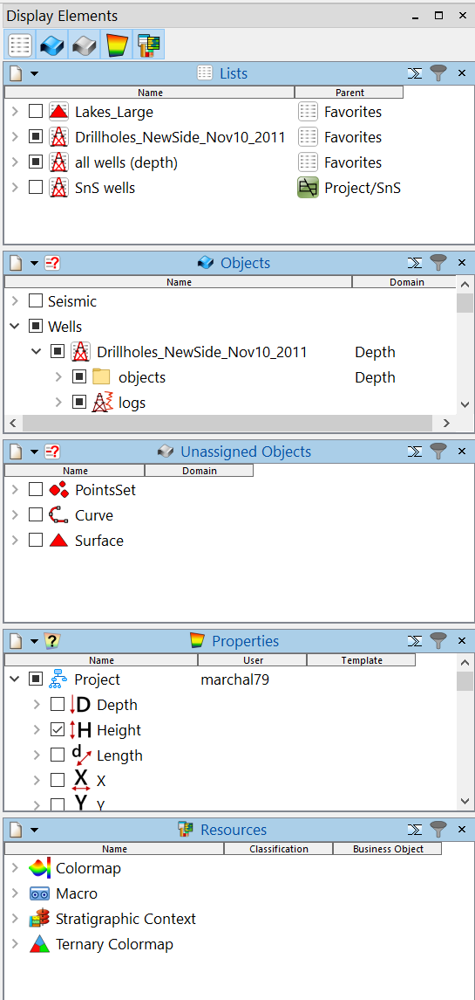 Display Elements
Lists
Name Parent
Lakes_Large Favorites
Drillholes_NewSide_Nov10_2011 Favorites
all wells (depth) Favorites
SnS wells Project/SnS
Objects
Name Domain
Seismic
Wells
Drillholes_NewSide_Nov10_2011 Depth
objects Depth
logs
Unassigned Objects
Name Domain
PointsSet
Curve
Surface
Properties
Name User Template
Project marchal79
D Depth
H Height
d Length
X X
Y Y
Resources
Name Classification Business Object
Colormap
Macro
Stratigraphic Context
Ternary Colormap